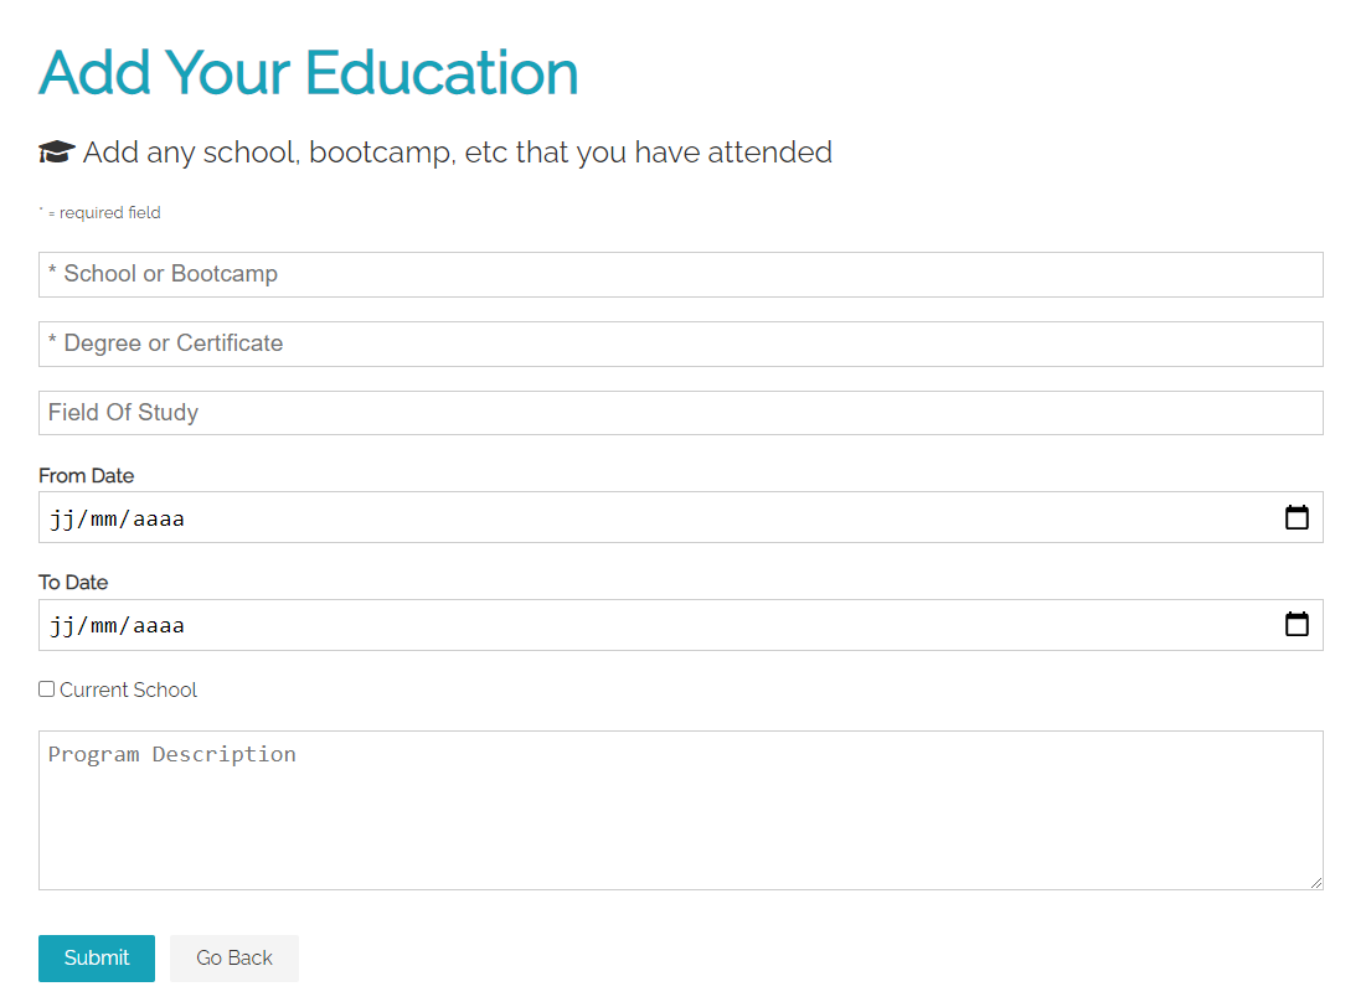 Add Your Education
Add any school, bootcamp, etc that you have attended
* = required field
* School or Bootcamp
* Degree or Certificate
Field Of Study
From Date
jj/mm/aaaa
To Date
jj/mm/aaaa
Current School
Program Description
Submit
Go Back